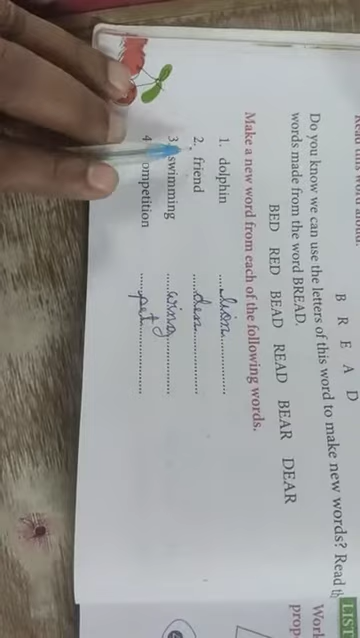 B R E A D
Do you know we can use the letters of this word to make new words? Read
words made from the word BREAD.
BED RED BEAD READ BEAR DEAR
Make a new word from each of the following words.
1. dolphin
2. friend
3. swimming wing
4 ompetition pet
LIST
Work
prop